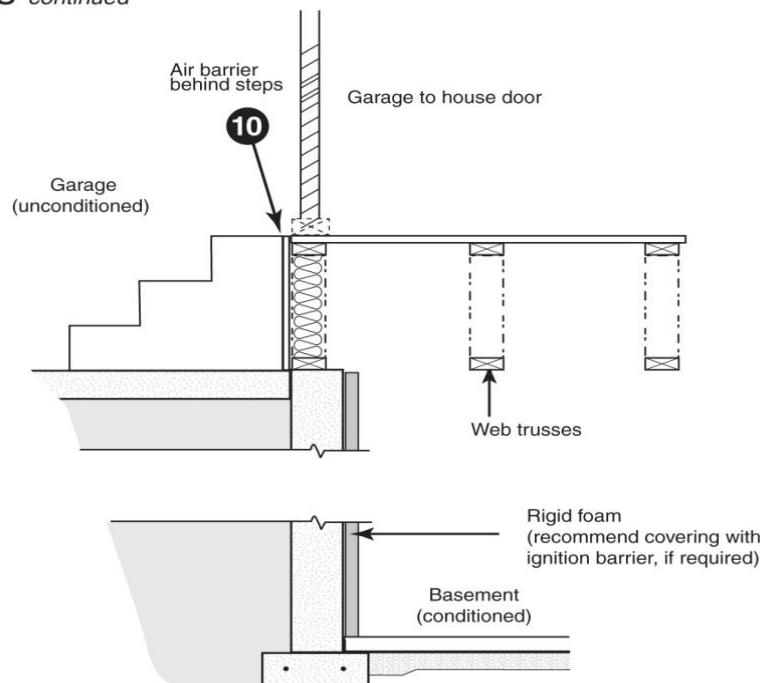 continued
Air barrier
behind steps
Garage to house door
10
Garage
(unconditioned)
Web trusses
Rigid foam
(recommend covering with
ignition barrier, if required)
Basement
(conditioned)